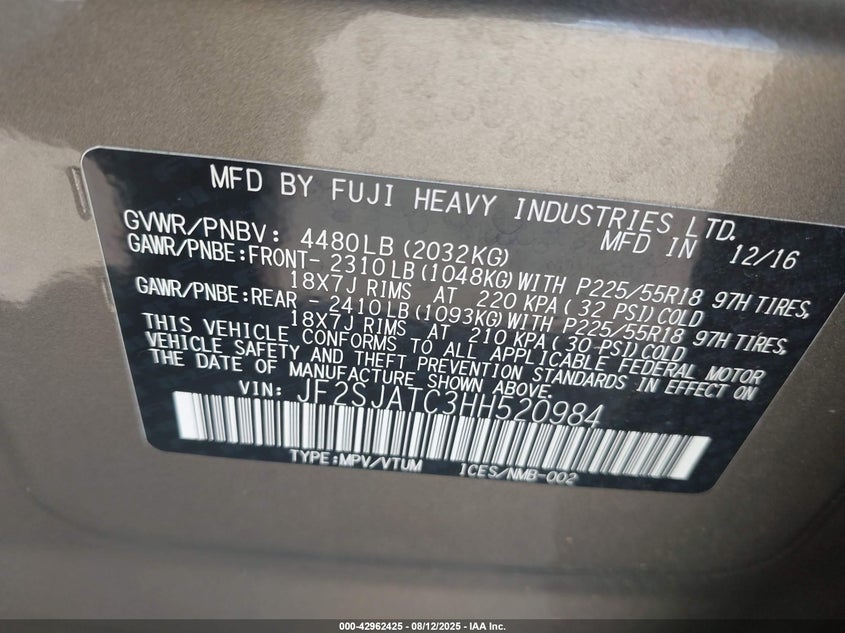 MFD BY FUJI HEAVY INDUSTRIES LTD.
MFD IN 12/16
GVWR/PNBV: 4480LB(2032KG)
GAWR/PNBE:FRONT- 2310LB(1048KG)WITH P225/55R18 97H TIRES,
18X7J RIMS AT 220 KPA(32 PSI)COLD
GAWR/PNBE:REAR - 2410LB(1093KG)WITH P225/55R18 97H TIRES,
18X7J RIMS AT 210 KPA(30 PSI)COLD
THIS VEHICLE CONFORMS TO ALL APPLICABLE FEDERAL MOTOR
VEHICLE SAFETY AND THEFT PREVENTION STANDARDS IN EFFECT ON
THE DATE OF MANUFACTURE SHOWN ABOVE.
VIN: JF2SJATC3HH520984
TYPE:MPV/VTUM ICES/NMB-002
000-42962425 - 08/12/2025 - IAA Inc.